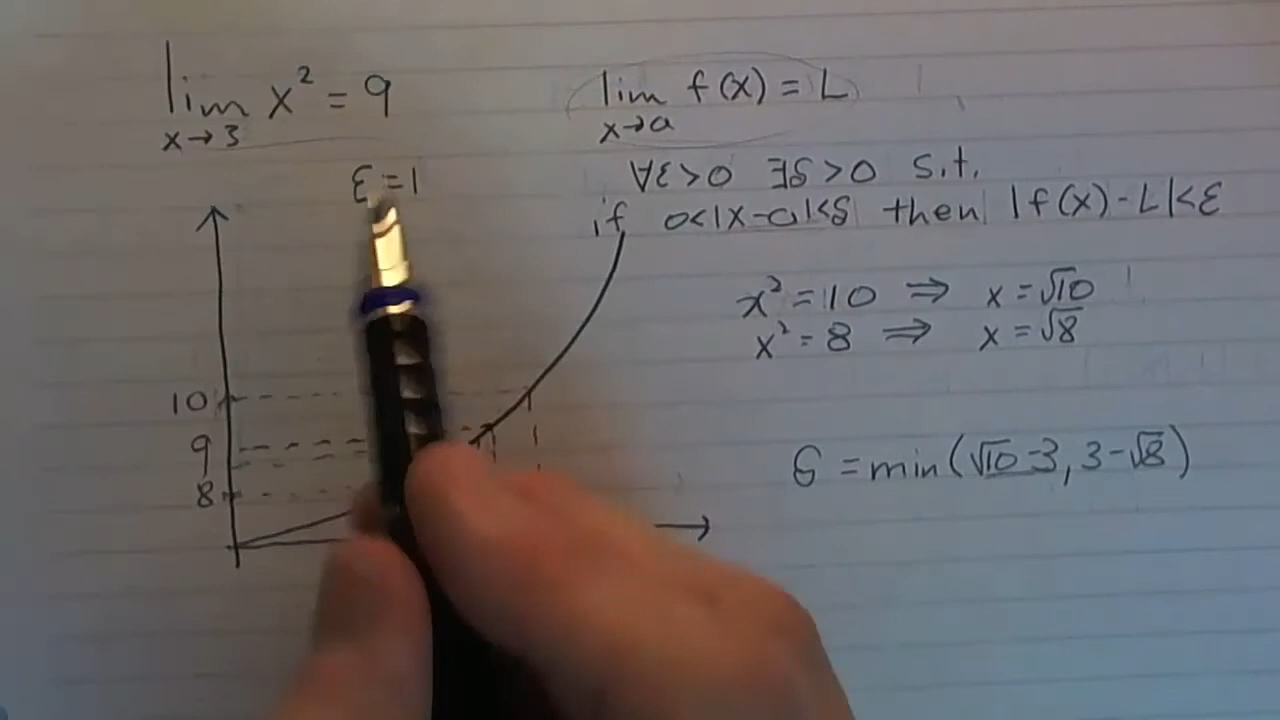 lim x² = 9
x→3
ε=1
10
9
8
lim f(x) = L
x→a
∀ε>0 ∃δ>0 s.t.
if 0<|x-a|<δ then |f(x)-L|<ε
x² = 10 ⇒ x = √10
x² = 8 ⇒ x = √8
δ = min(√10-3, 3-√8)